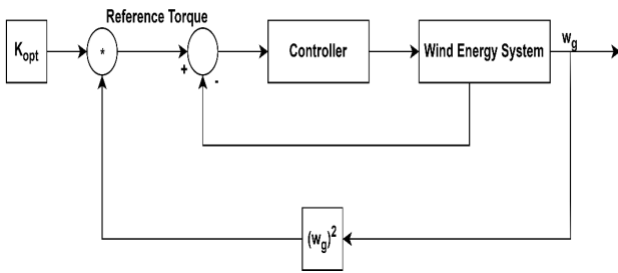 Reference Torque
K_opt
*
+
-
Controller
Wind Energy System
w_g
(w_g)^2